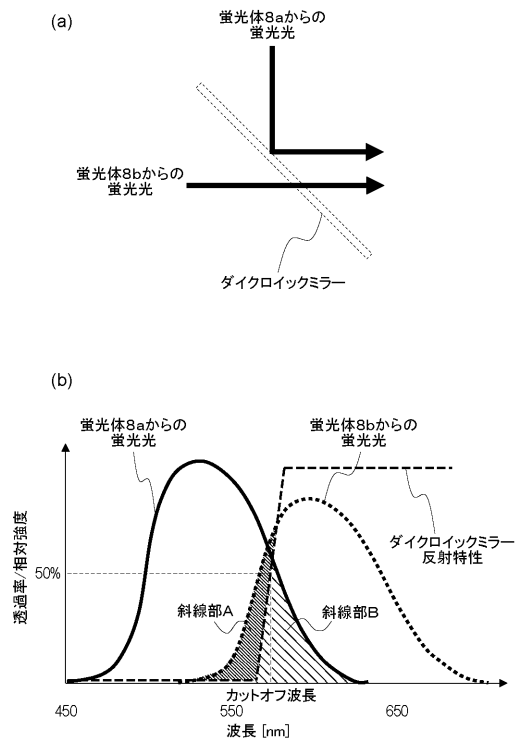 (a)
蛍光体8aからの
蛍光光
蛍光体8bからの
蛍光光
ダイクロイックミラー
(b)
蛍光体8aからの
蛍光光
蛍光体8bからの
蛍光光
透過率/相対強度
50%
ダイクロイックミラー
反射特性
斜線部A
斜線部B
カットオフ波長
450
550
650
波長 [nm]